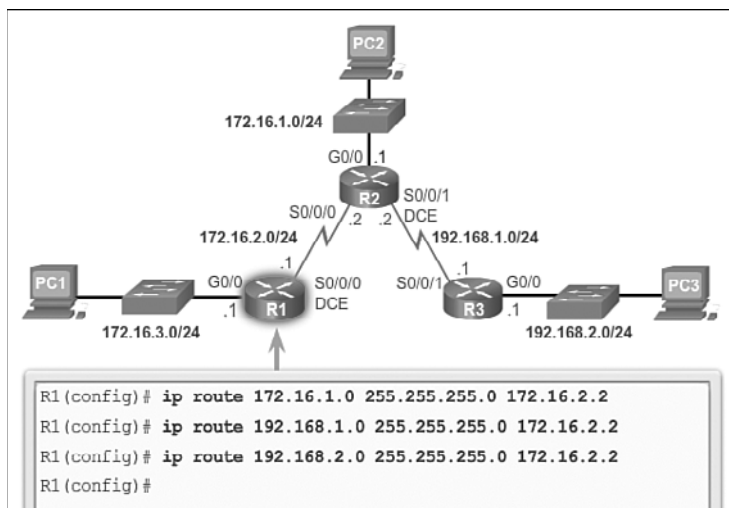 PC2
172.16.1.0/24
G0/0 .1
R2
S0/0/0
S0/0/1
DCE
.2 .2
172.16.2.0/24
192.168.1.0/24
PC1
G0/0
.1
.1
S0/0/0
DCE
R1
172.16.3.0/24
S0/0/1
.1
G0/0
.1
R3
PC3
192.168.2.0/24
R1(config)# ip route 172.16.1.0 255.255.255.0 172.16.2.2
R1(config)# ip route 192.168.1.0 255.255.255.0 172.16.2.2
R1(config)# ip route 192.168.2.0 255.255.255.0 172.16.2.2
R1(config)#